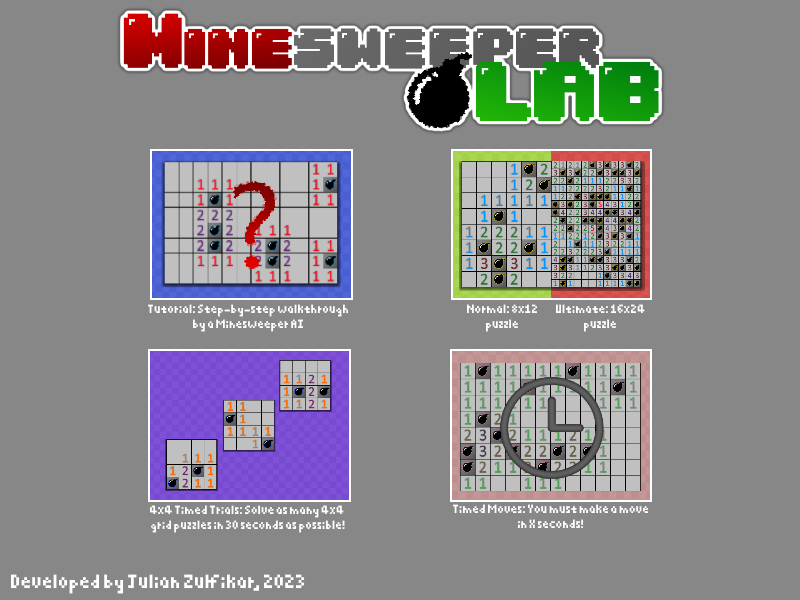 Minesweeper
LAB
Tutorial: Step-by-step walkthrough
by a Minesweeper AI
Normal: 8x12
puzzle
Ultimate: 16x24
puzzle
4x4 Timed Trials: Solve as many 4x4
grid puzzles in 30 seconds as possible!
Timed Moves: You must make a move
in X seconds!
Developed by Julian Zulfikar, 2023